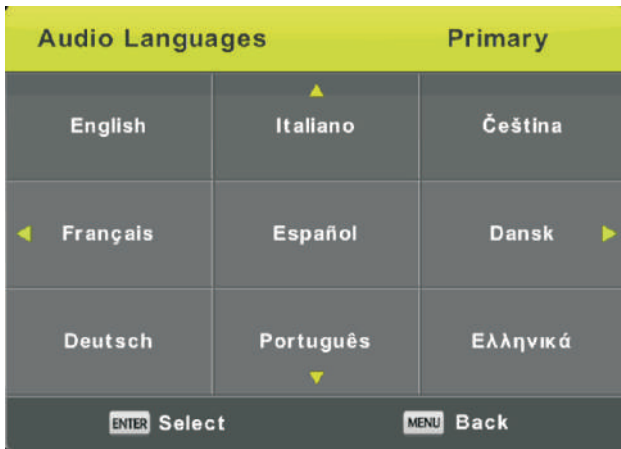 Audio Languages Primary
English Italiano Čeština
Français Español Dansk
Deutsch Português Ελληνικά
ENTER Select MENU Back